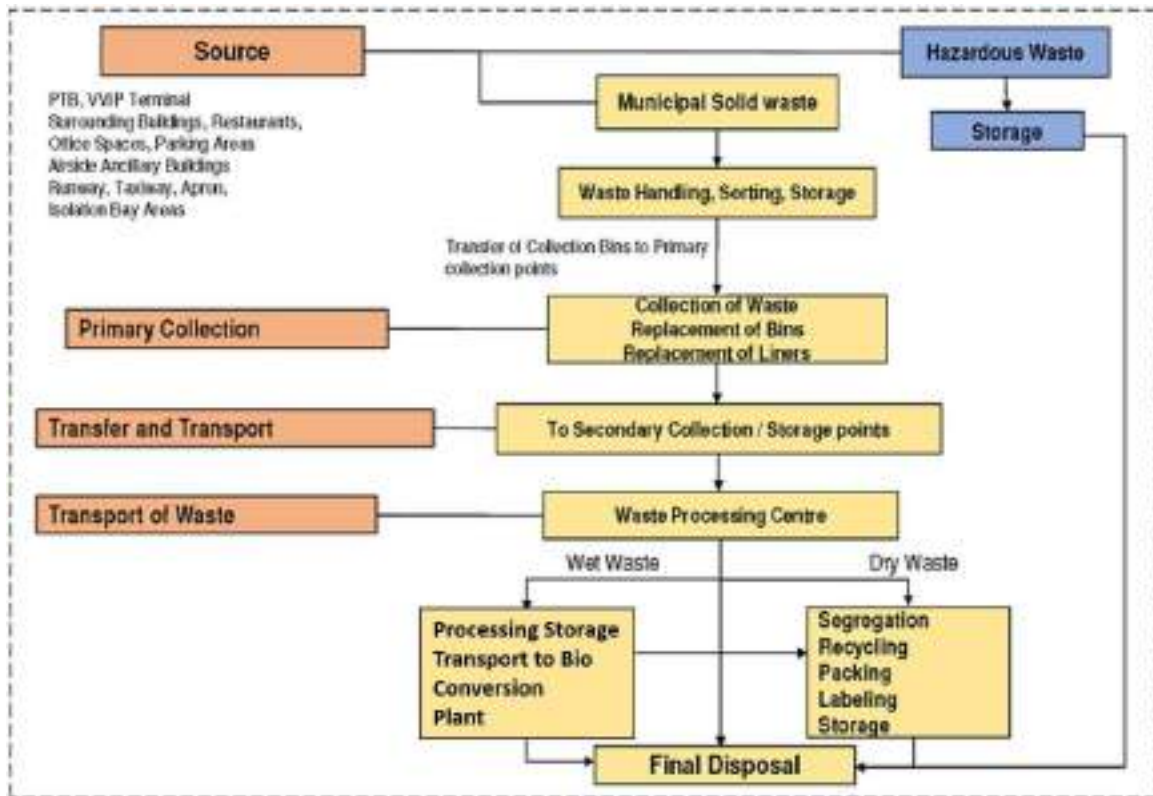 Source
Hazardous Waste
PTB, VVIP Terminal
Surrounding Buildings, Restaurants,
Office Spaces, Parking Areas
Airside Ancillary Buildings
Runway, Taxiway, Apron,
Isolation Bay Areas
Municipal Solid waste
Storage
Waste Handling, Sorting, Storage
Transfer of Collection Bins to Primary
collection points
Primary Collection
Collection of Waste
Replacement of Bins
Replacement of Liners
Transfer and Transport
To Secondary Collection / Storage points
Transport of Waste
Waste Processing Centre
Wet Waste
Dry Waste
Processing Storage
Transport to Bio
Conversion
Plant
Segregation
Recycling
Packing
Labeling
Storage
Final Disposal